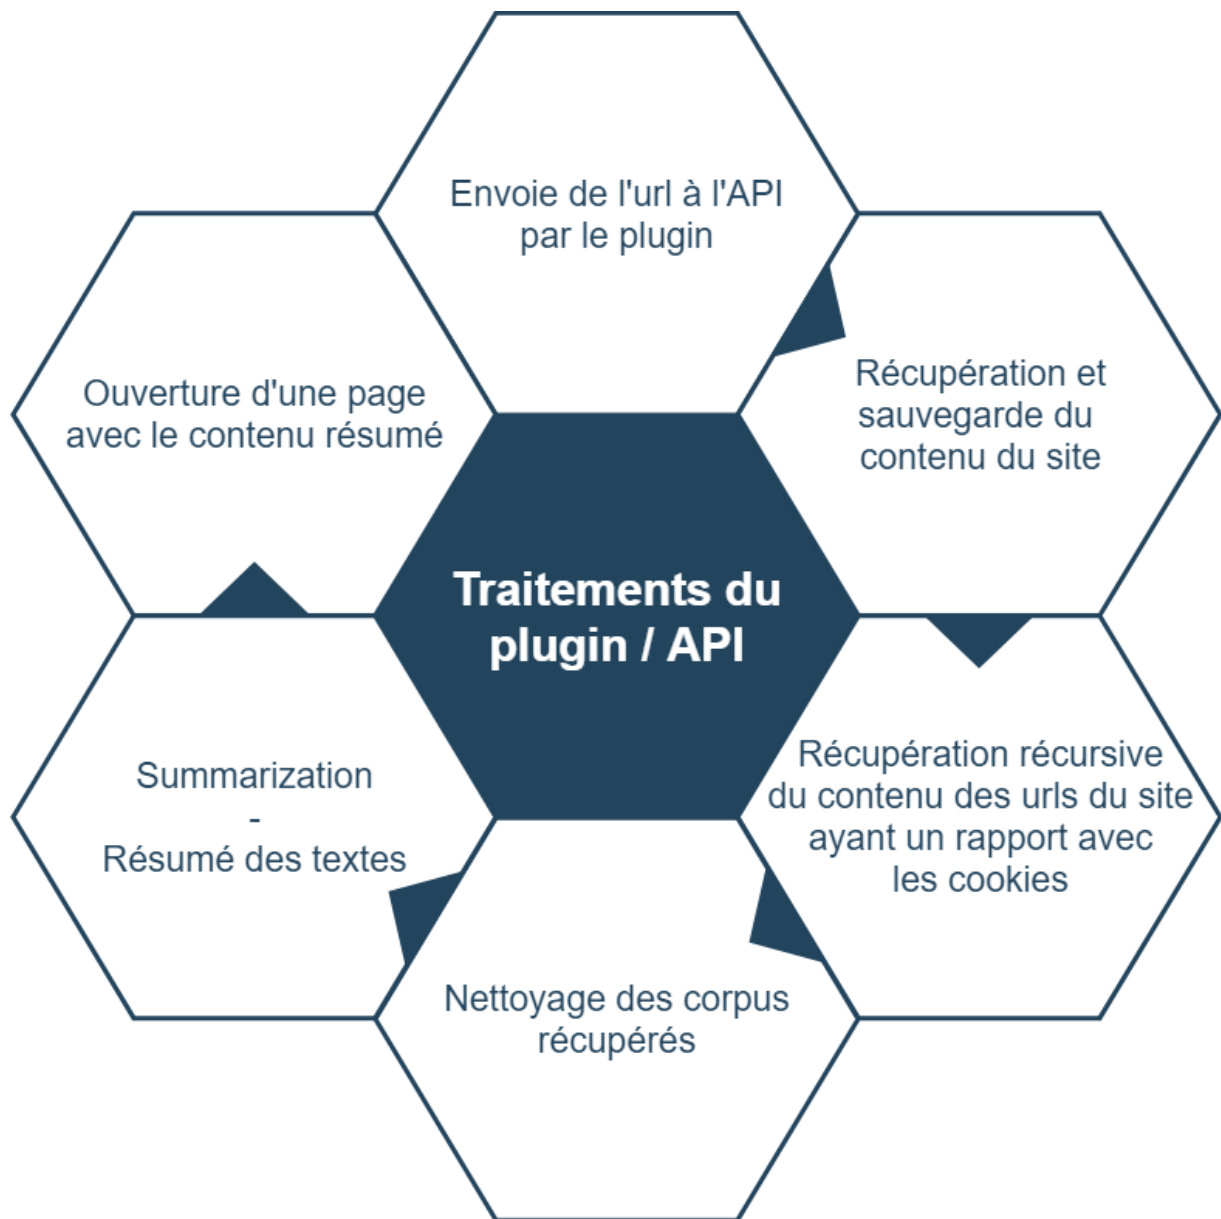 Envoie de l'url à l'API
par le plugin
Récupération et
sauvegarde du
contenu du site
Récupération récursive
du contenu des urls du site
ayant un rapport avec
les cookies
Nettoyage des corpus
récupérés
Summarization
-
Résumé des textes
Ouverture d'une page
avec le contenu résumé
Traitements du
plugin / API